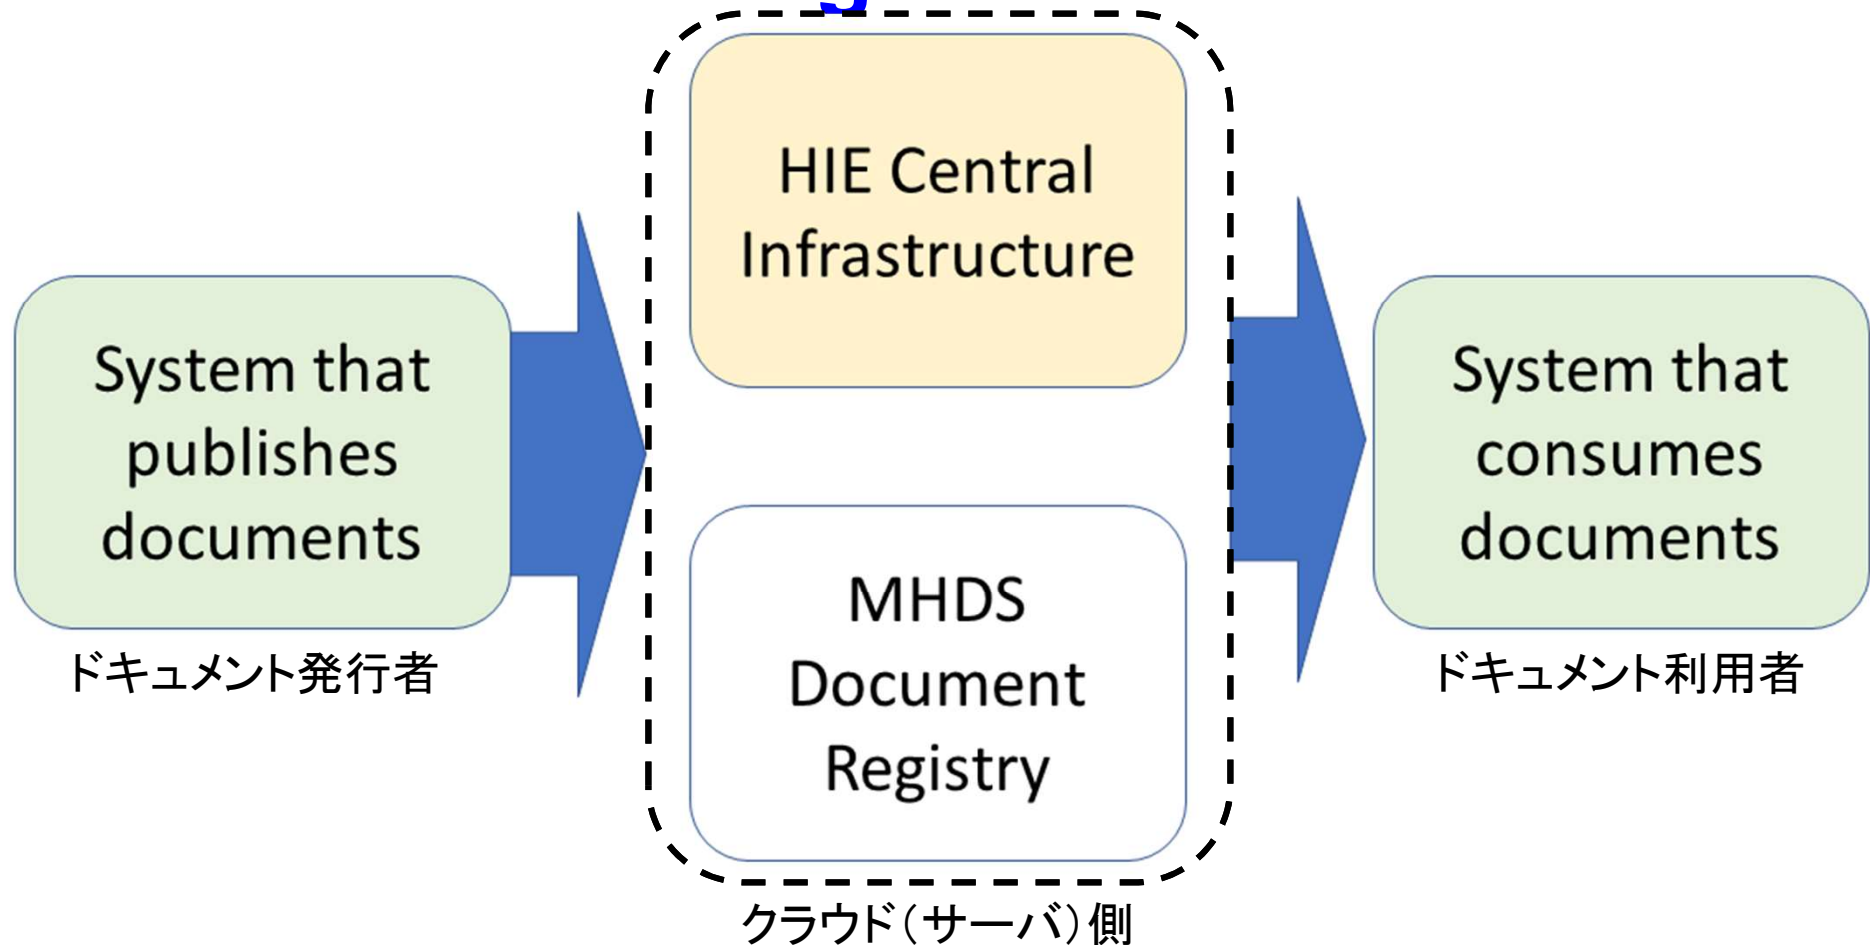 HIE Central
Infrastructure
System that
publishes
documents
ドキュメント発行者
MHDS
Document
Registry
クラウド（サーバ）側
System that
consumes
documents
ドキュメント利用者